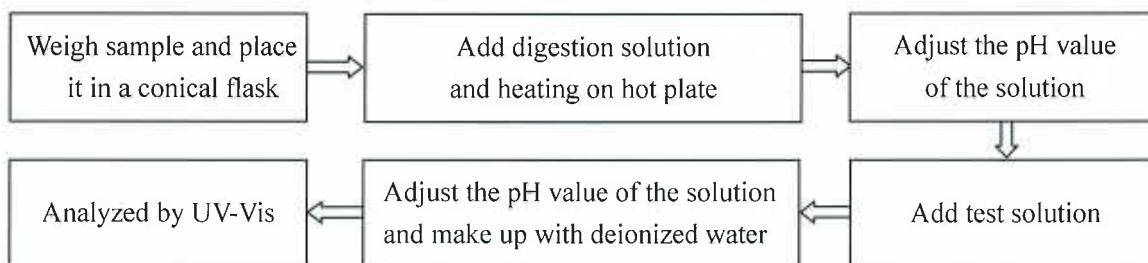 Weigh sample and place
it in a conical flask
Add digestion solution
and heating on hot plate
Adjust the pH value
of the solution
Add test solution
Adjust the pH value of the solution
and make up with deionized water
Analyzed by UV-Vis